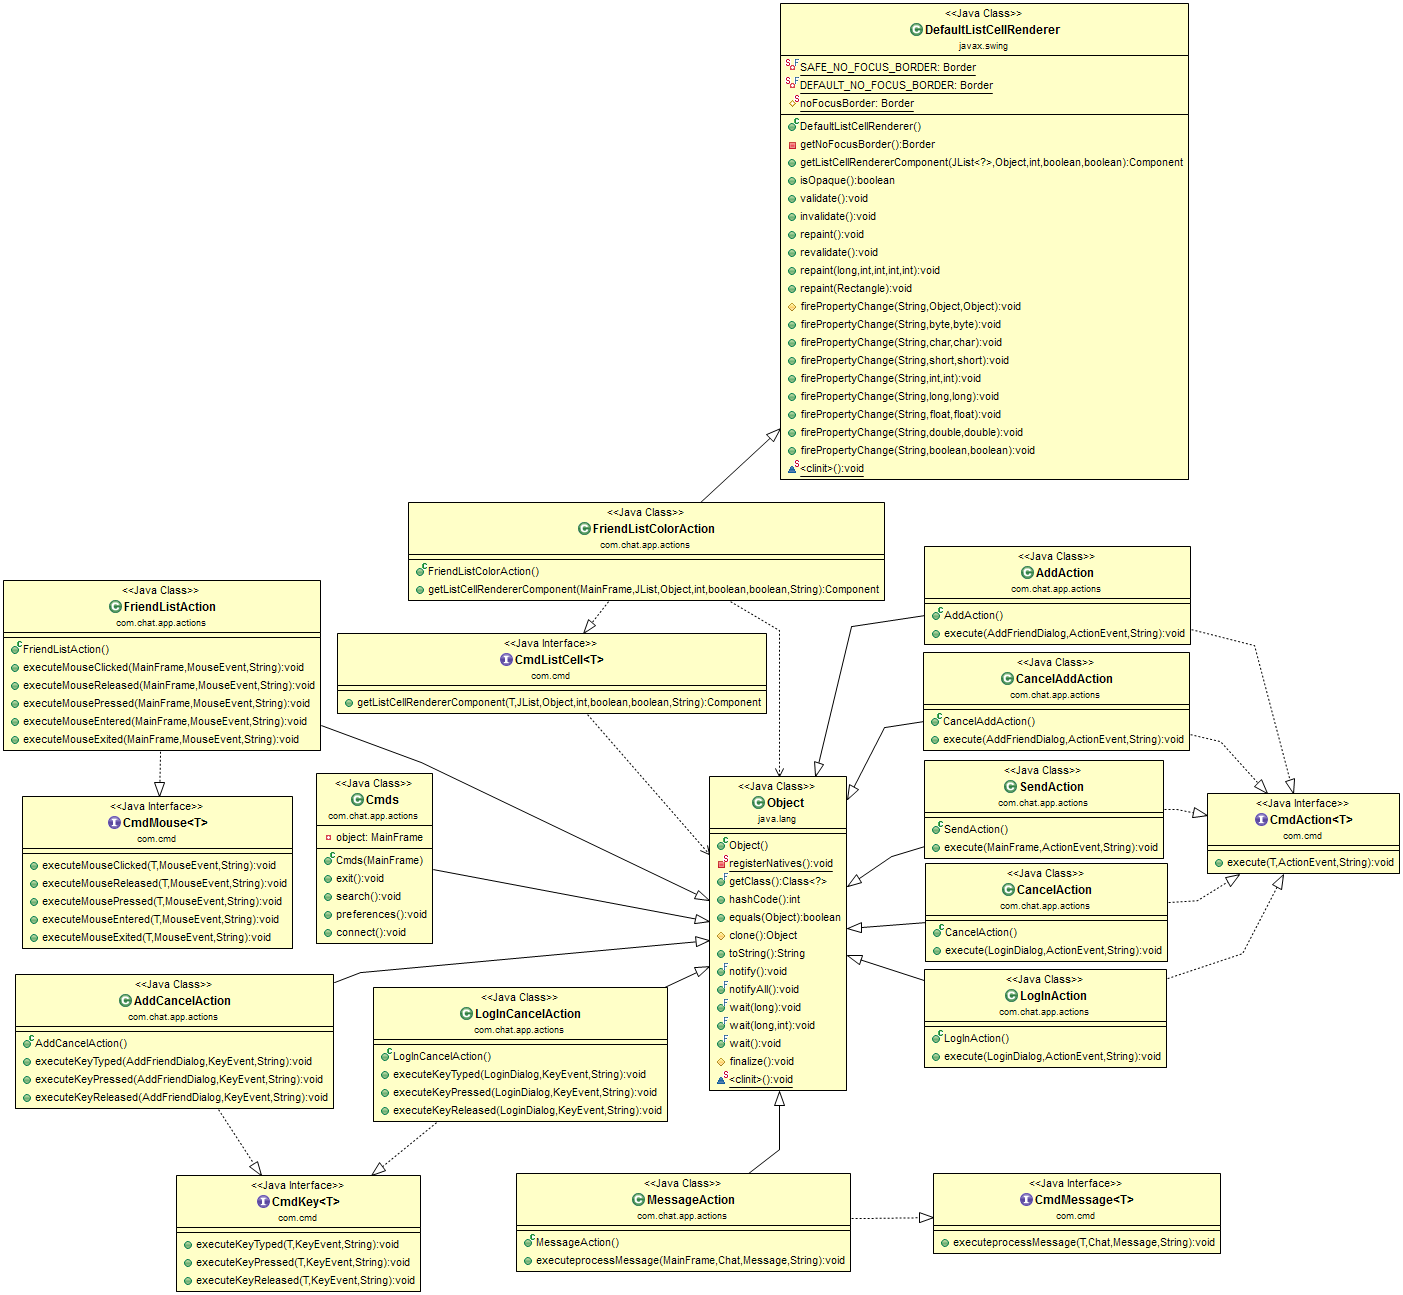 <<Java Class>>
DefaultListCellRenderer
javax.swing
SAFE_NO_FOCUS_BORDER: Border
DEFAULT_NO_FOCUS_BORDER: Border
noFocusBorder: Border
DefaultListCellRenderer()
getNoFocusBorder():Border
getListCellRendererComponent(JList<?>,Object,int,boolean,boolean):Component
isOpaque():boolean
validate():void
invalidate():void
repaint():void
revalidate():void
repaint(long,int,int,int,int):void
repaint(Rectangle):void
firePropertyChange(String,Object,Object):void
firePropertyChange(String,byte,byte):void
firePropertyChange(String,char,char):void
firePropertyChange(String,short,short):void
firePropertyChange(String,int,int):void
firePropertyChange(String,long,long):void
firePropertyChange(String,float,float):void
firePropertyChange(String,double,double):void
firePropertyChange(String,boolean,boolean):void
<clinit>():void
<<Java Class>>
FriendListColorAction
com.chat.app.actions
FriendListColorAction()
getListCellRendererComponent(MainFrame,JList,Object,int,boolean,boolean,String):Component
<<Java Class>>
FriendListAction
com.chat.app.actions
FriendListAction()
executeMouseClicked(MainFrame,MouseEvent,String):void
executeMouseReleased(MainFrame,MouseEvent,String):void
executeMousePressed(MainFrame,MouseEvent,String):void
executeMouseEntered(MainFrame,MouseEvent,String):void
executeMouseExited(MainFrame,MouseEvent,String):void
<<Java Interface>>
CmdListCell<T>
com.cmd
getListCellRendererComponent(T,JList,Object,int,boolean,boolean,String):Component
<<Java Class>>
AddAction
com.chat.app.actions
AddAction()
execute(AddFriendDialog,ActionEvent,String):void
<<Java Class>>
CancelAddAction
com.chat.app.actions
CancelAddAction()
execute(AddFriendDialog,ActionEvent,String):void
<<Java Class>>
SendAction
com.chat.app.actions
SendAction()
execute(MainFrame,ActionEvent,String):void
<<Java Interface>>
CmdAction<T>
com.cmd
execute(T,ActionEvent,String):void
<<Java Interface>>
CmdMouse<T>
com.cmd
executeMouseClicked(T,MouseEvent,String):void
executeMouseReleased(T,MouseEvent,String):void
executeMousePressed(T,MouseEvent,String):void
executeMouseEntered(T,MouseEvent,String):void
executeMouseExited(T,MouseEvent,String):void
<<Java Class>>
Cmds
com.chat.app.actions
object: MainFrame
Cmds(MainFrame)
exit():void
search():void
preferences():void
connect():void
<<Java Class>>
Object
java.lang
Object()
registerNatives():void
getClass():Class<?>
hashCode():int
equals(Object):boolean
clone():Object
toString():String
notify():void
notifyAll():void
wait(long):void
wait(long,int):void
wait():void
finalize():void
<clinit>():void
<<Java Class>>
CancelAction
com.chat.app.actions
CancelAction()
execute(LoginDialog,ActionEvent,String):void
<<Java Class>>
LogInAction
com.chat.app.actions
LogInAction()
execute(LoginDialog,ActionEvent,String):void
<<Java Class>>
AddCancelAction
com.chat.app.actions
AddCancelAction()
executeKeyTyped(AddFriendDialog,KeyEvent,String):void
executeKeyPressed(AddFriendDialog,KeyEvent,String):void
executeKeyReleased(AddFriendDialog,KeyEvent,String):void
<<Java Class>>
LogInCancelAction
com.chat.app.actions
LogInCancelAction()
executeKeyTyped(LoginDialog,KeyEvent,String):void
executeKeyPressed(LoginDialog,KeyEvent,String):void
executeKeyReleased(LoginDialog,KeyEvent,String):void
<<Java Interface>>
CmdKey<T>
com.cmd
executeKeyTyped(T,KeyEvent,String):void
executeKeyPressed(T,KeyEvent,String):void
executeKeyReleased(T,KeyEvent,String):void
<<Java Class>>
MessageAction
com.chat.app.actions
MessageAction()
executeprocessMessage(MainFrame,Chat,Message,String):void
<<Java Interface>>
CmdMessage<T>
com.cmd
executeprocessMessage(T,Chat,Message,String):void